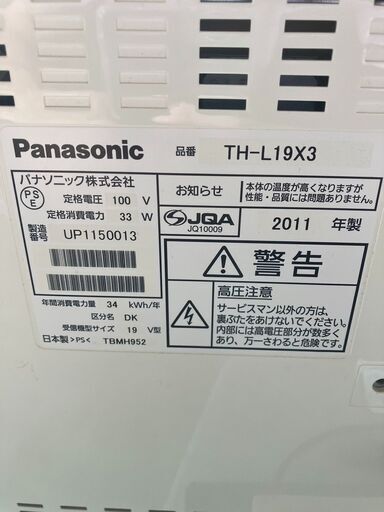 Panasonic 品番 TH-L19X3
パナソニック株式会社
PS
E
定格電圧 100 V
定格消費電力 33 W
製造
番号 UP1150013
お知らせ
本体の温度が高くなりますが
性能・品質には問題ありません。
JQA
JQ10009
2011 年製
警告
高圧注意
サービスマン以外の方は、
裏ぶたをあけないでください。
内部には高電圧部分が数多く
あり、万一さわると危険です。
年間消費電力量 34 kWh/年
区分名 DK
受信機型サイズ 19 V型
日本製 >PS< TBMH952